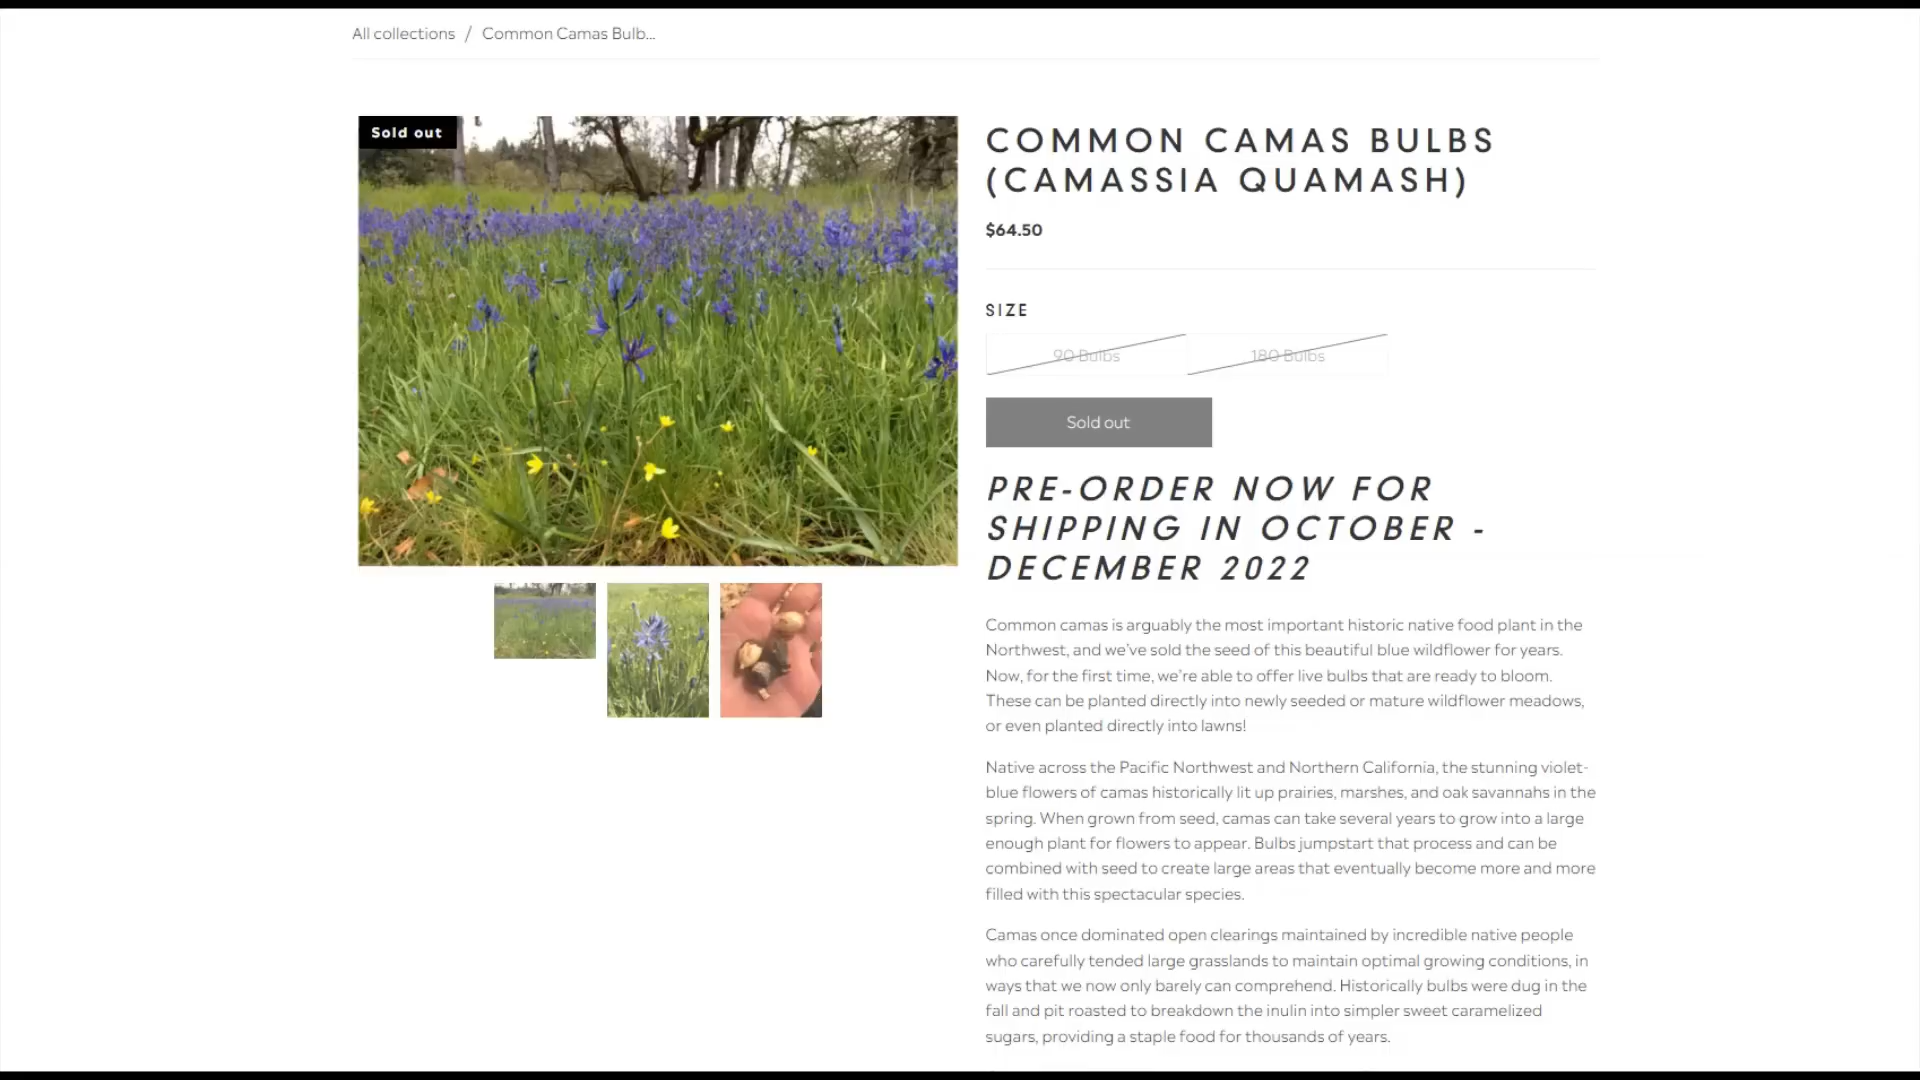 All collections / Common Camas Bulb...
Sold out
COMMON CAMAS BULBS
(CAMASSIA QUAMASH)
$64.50
SIZE
90 Bulbs
180 Bulbs
Sold out
PRE-ORDER NOW FOR
SHIPPING IN OCTOBER -
DECEMBER 2022
Common camas is arguably the most important historic native food plant in the
Northwest, and we've sold the seed of this beautiful blue wildflower for years.
Now, for the first time, we're able to offer live bulbs that are ready to bloom.
These can be planted directly into newly seeded or mature wildflower meadows,
or even planted directly into lawns!
Native across the Pacific Northwest and Northern California, the stunning violet-
blue flowers of camas historically lit up prairies, marshes, and oak savannahs in the
spring. When grown from seed, camas can take several years to grow into a large
enough plant for flowers to appear. Bulbs jumpstart that process and can be
combined with seed to create large areas that eventually become more and more
filled with this spectacular species.
Camas once dominated open clearings maintained by incredible native people
who carefully tended large grasslands to maintain optimal growing conditions, in
ways that we now only barely can comprehend. Historically bulbs were dug in the
fall and pit roasted to breakdown the inulin into simpler sweet caramelized
sugars, providing a staple food for thousands of years.